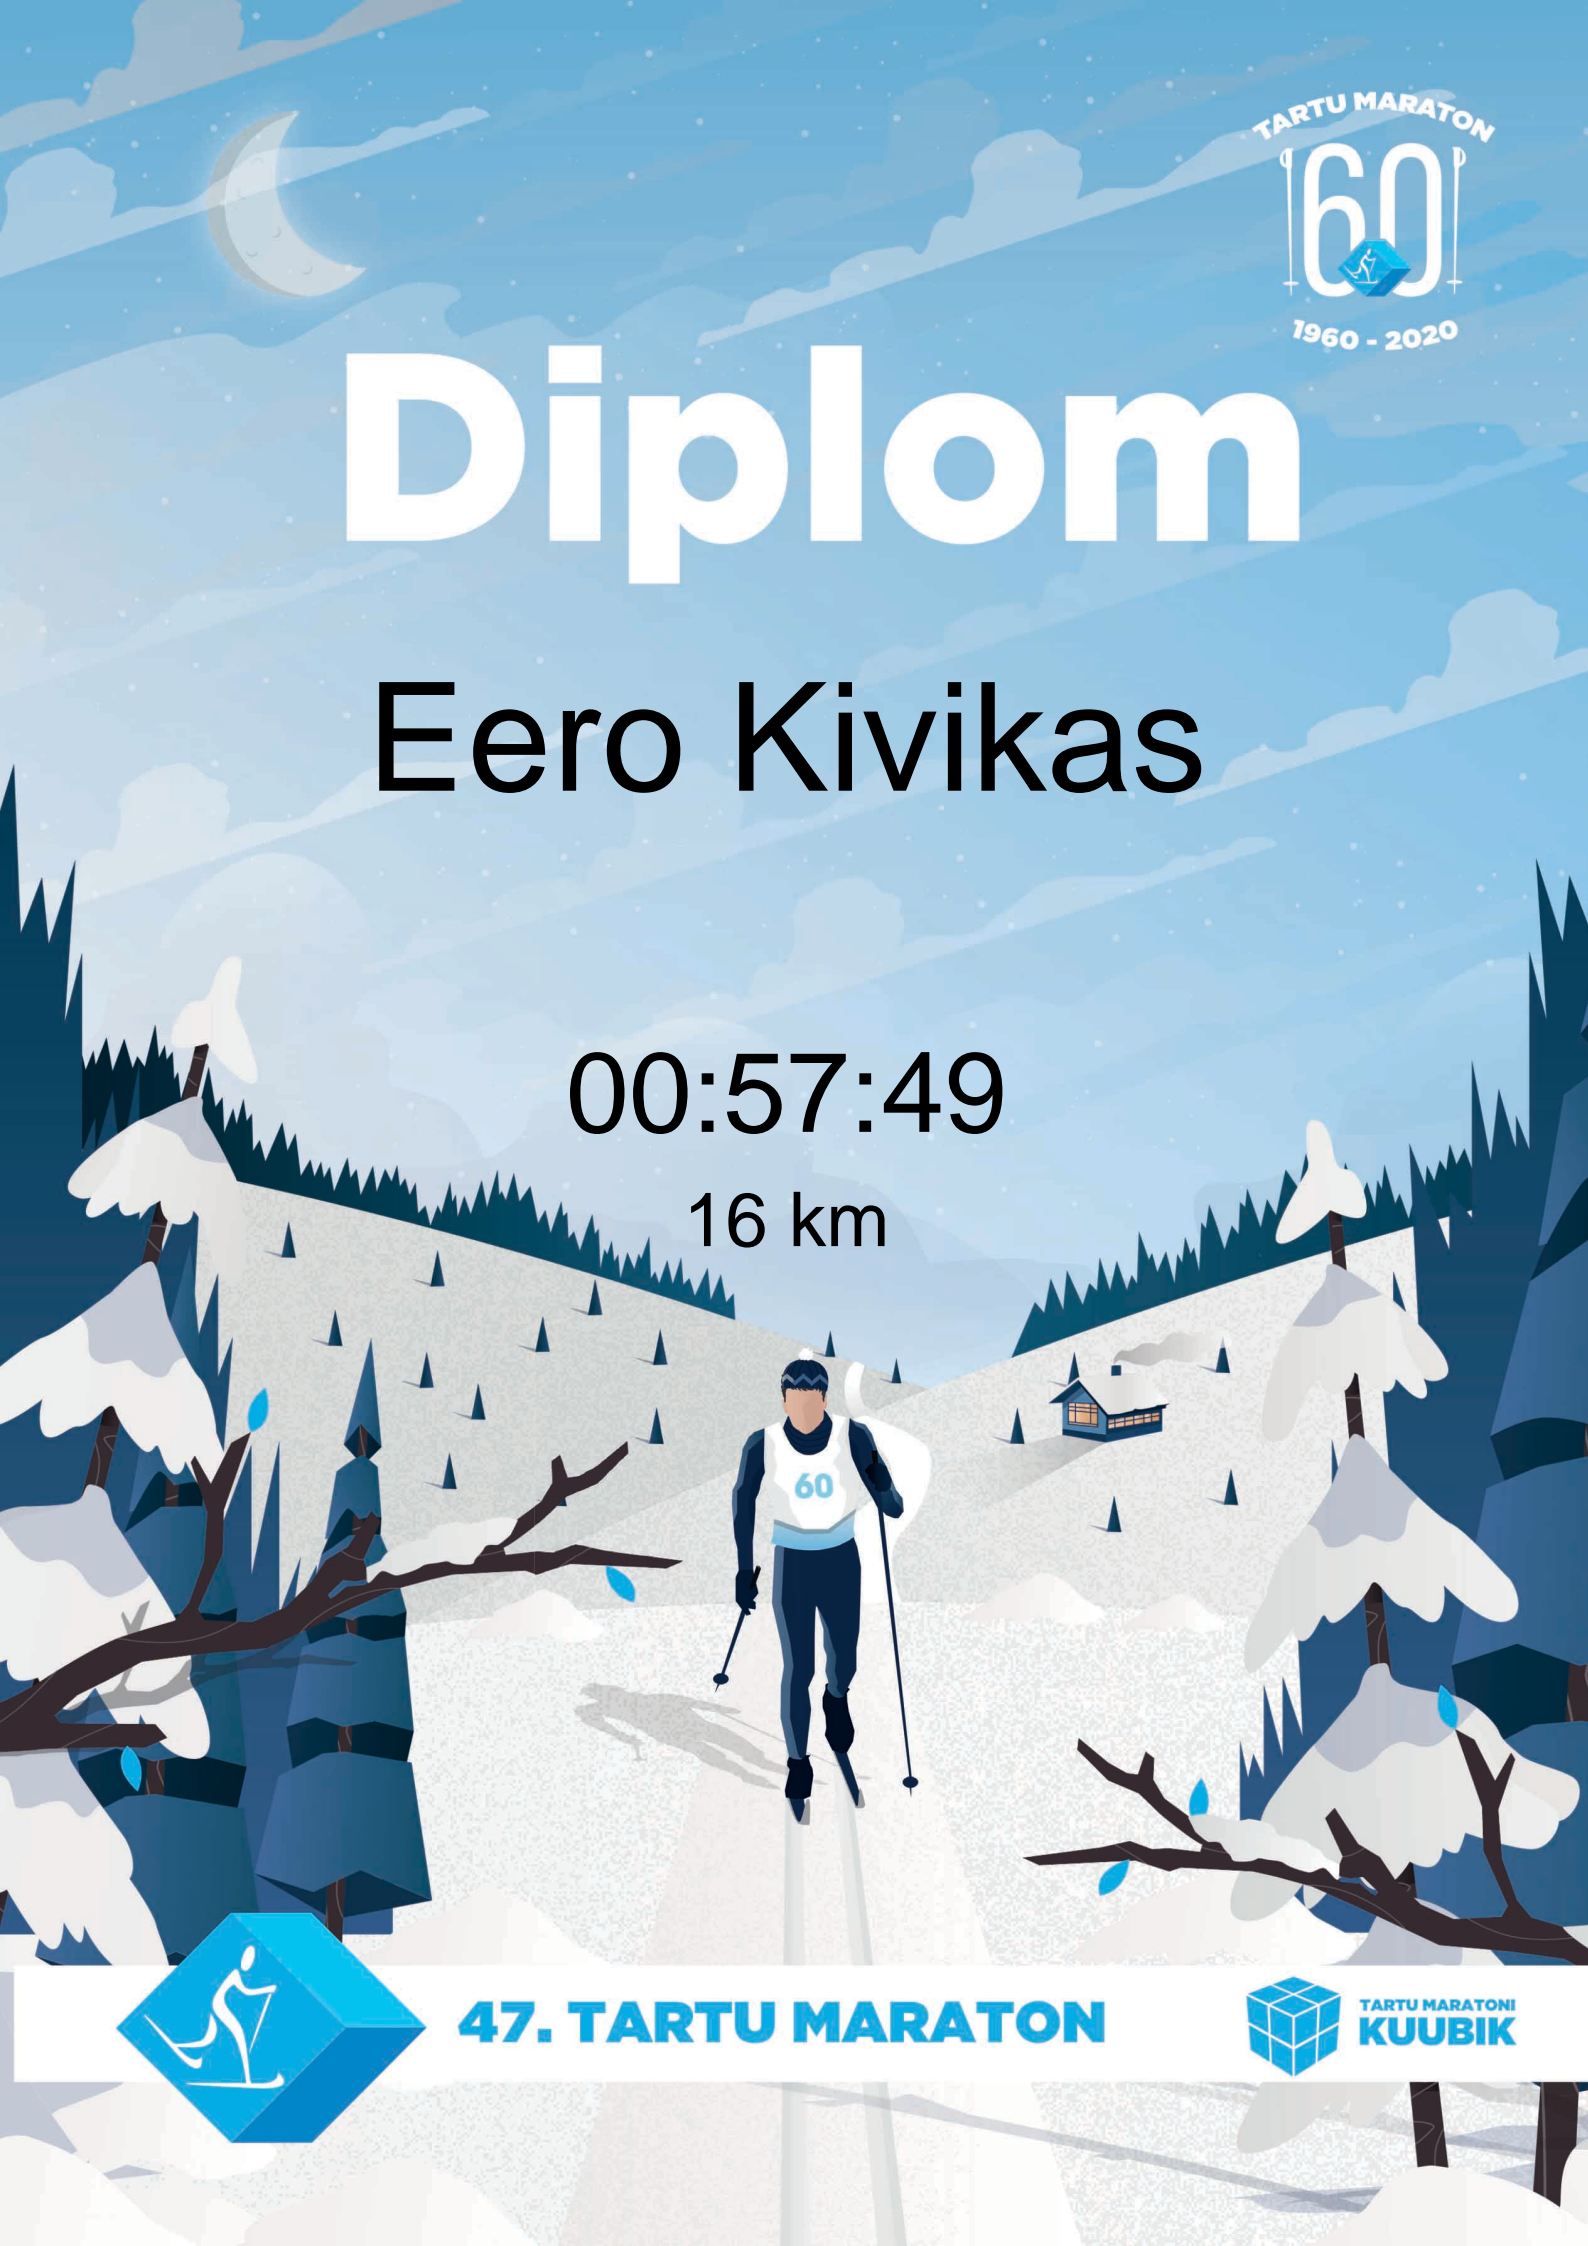 TARTU MARATON
60
1960 - 2020
Diplom
Eero Kivikas
00:57:49
16 km
60
47. TARTU MARATON
TARTU MARATONI
KUUBIK